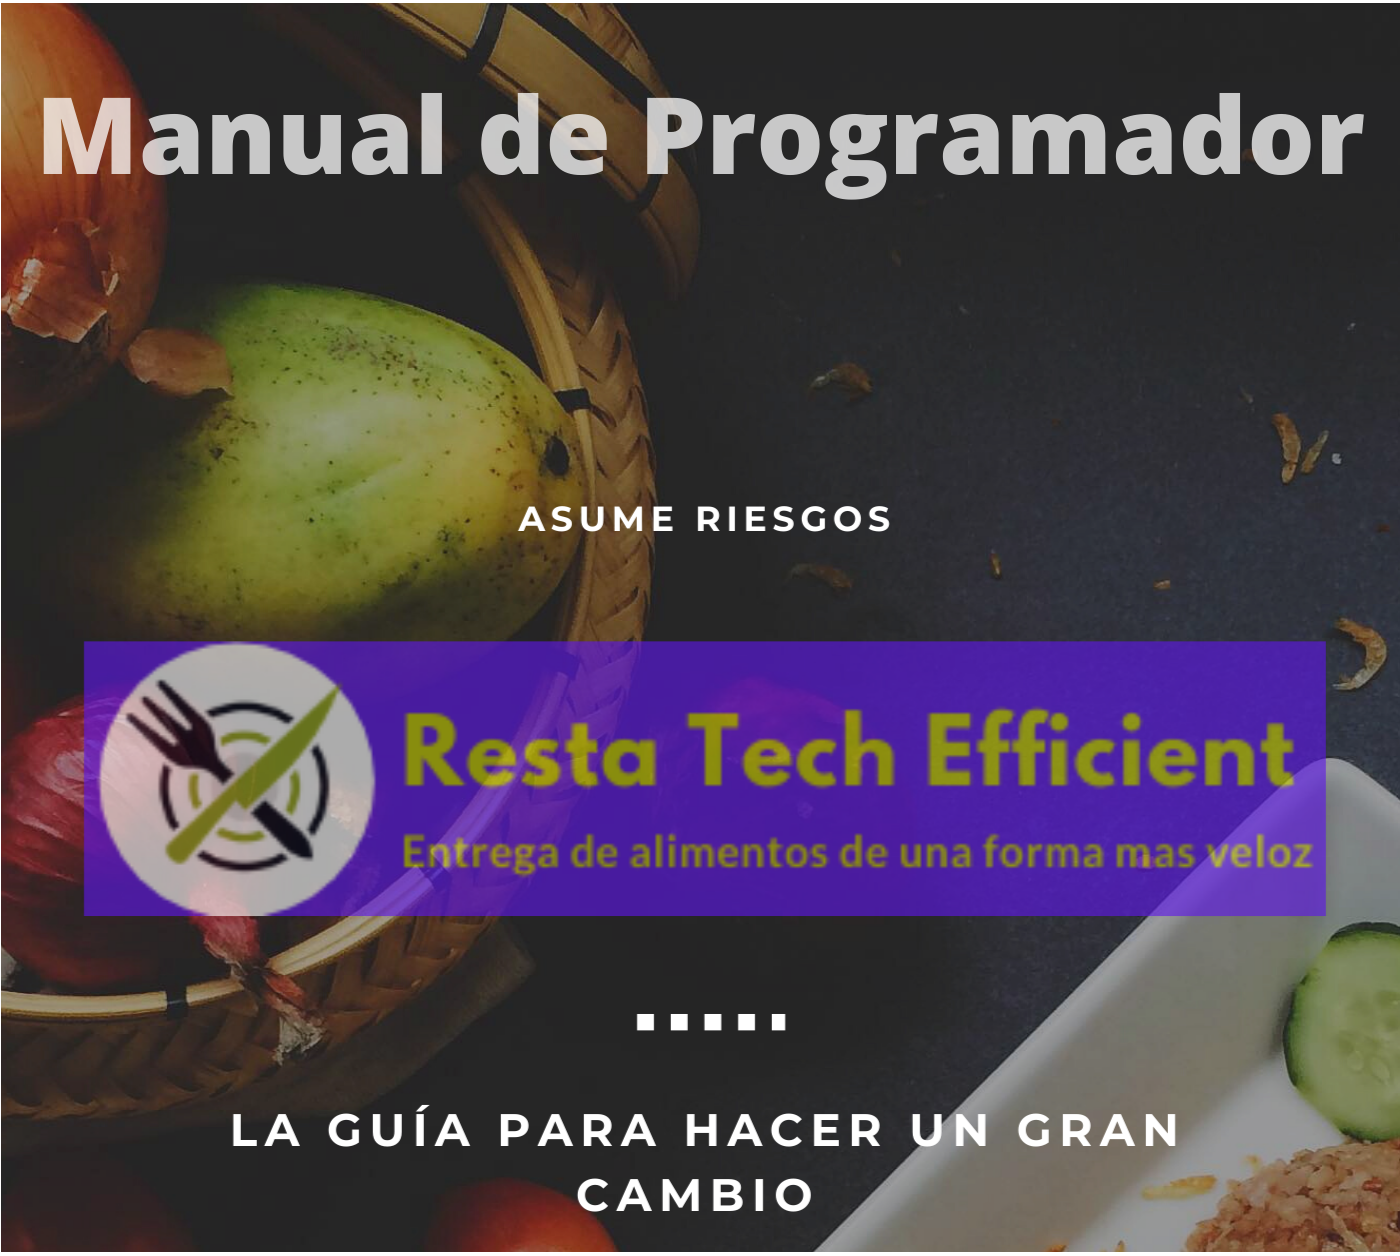 Manual de Programador
ASUME RIESGOS
Resta Tech Efficient
Entrega de alimentos de una forma mas veloz
LA GUÍA PARA HACER UN GRAN
CAMBIO